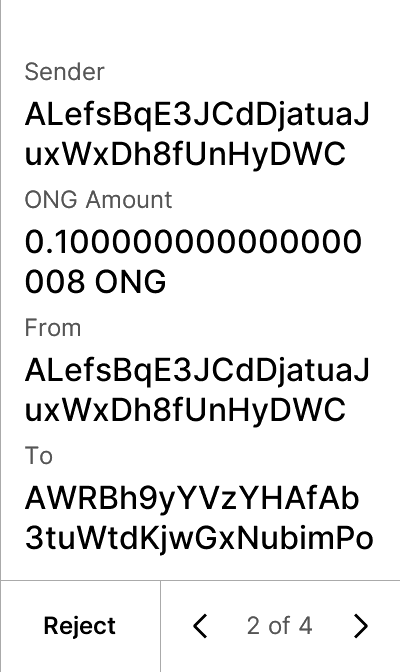 Sender
ALefsBqE3JCdDjatuaJ
uxWxDh8fUnHyDWC
ONG Amount
0.100000000000000
008 ONG
From
ALefsBqE3JCdDjatuaJ
uxWxDh8fUnHyDWC
To
AWRBh9yYVzYHAfAb
3tuWtdKjwGxNubimPo
Reject
2 of 4